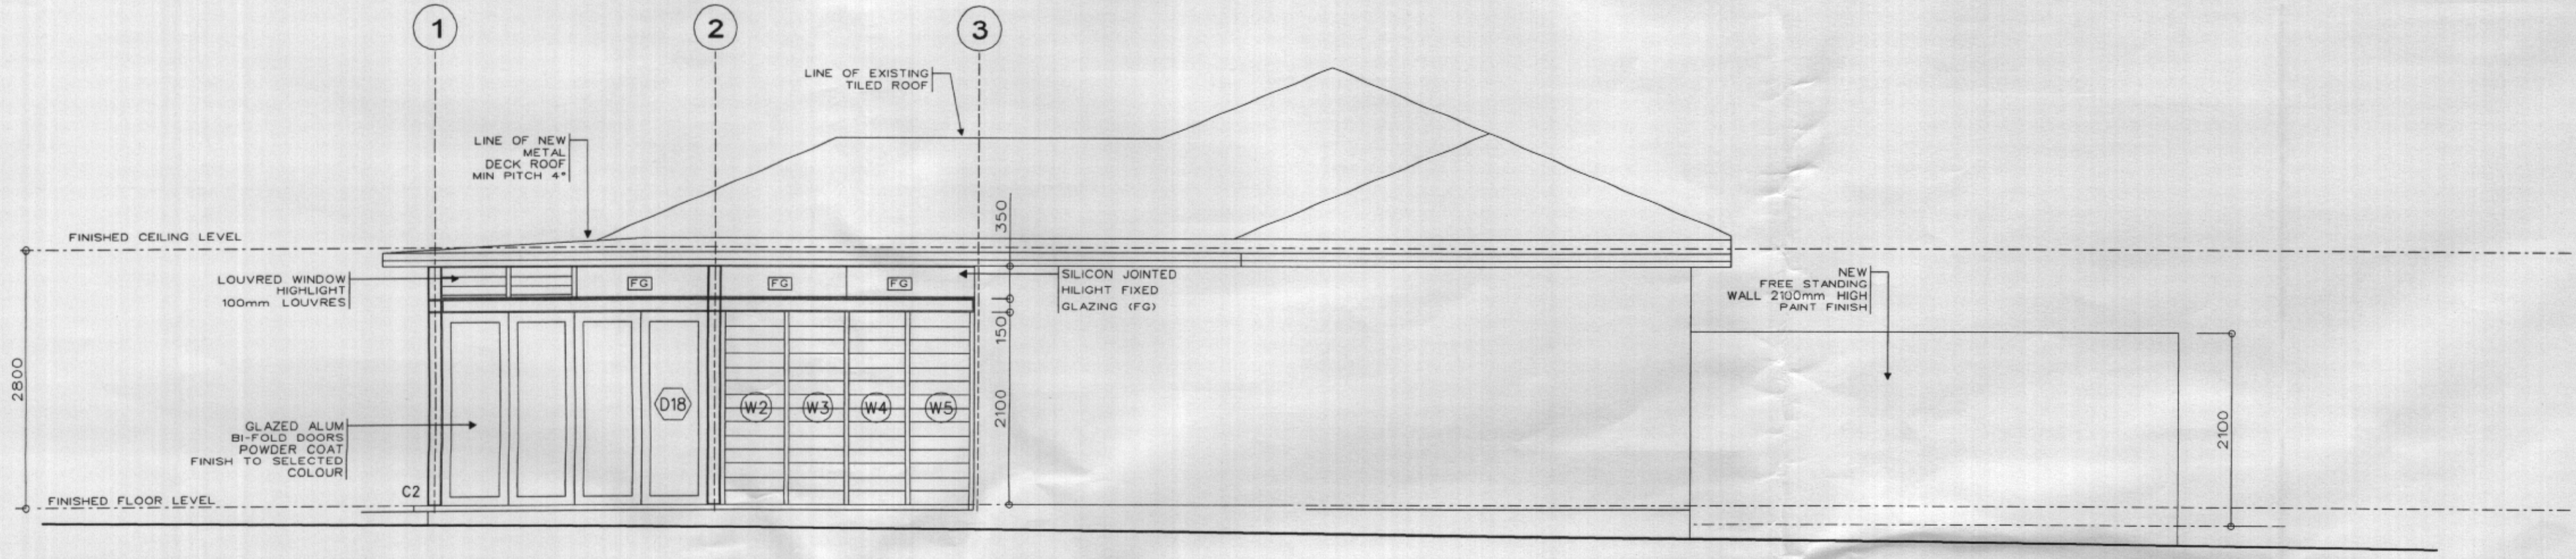 1
2
3
LINE OF EXISTING
TILED ROOF
LINE OF NEW
METAL
DECK ROOF
MIN PITCH 4°
350
FINISHED CEILING LEVEL
LOUVRED WINDOW
HIGHLIGHT
100mm LOUVRES
FG
FG
FG
SILICON JOINTED
HILIGHT FIXED
GLAZING (FG)
NEW
FREE STANDING
WALL 2100mm HIGH
PAINT FINISH
150
2800
D18
W2
W3
W4
W5
2100
2100
GLAZED ALUM
BI-FOLD DOORS
POWDER COAT
FINISH TO SELECTED
COLOUR
C2
FINISHED FLOOR LEVEL